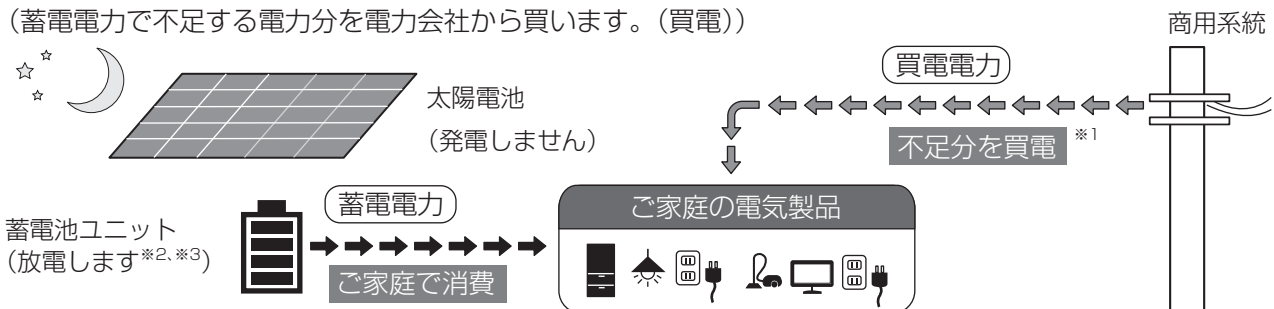 （蓄電電力で不足する電力分を電力会社から買います。（買電））
商用系統
買電電力
太陽電池
（発電しません）
不足分を買電 ※1
蓄電電力
ご家庭の電気製品
蓄電池ユニット
（放電します※2、※3）
ご家庭で消費